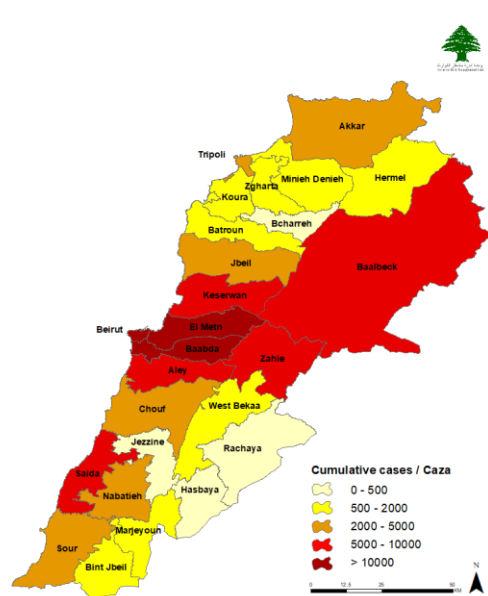 Akkar
Tripoli
Minieh Denieh
Hermel
Zgharta
Koura
Bcharreh
Batroun
Baalbeck
Jbeil
Keserwan
Beirut
El Metn
Baabda
Zahle
Aley
West Bekaa
Chouf
Jezzine
Rachaya
Saida
Hasbaya
Nabatieh
Marjeyoun
Sour
Bint Jbeil
Cumulative cases / Caza
0 - 500
500 - 2000
2000 - 5000
5000 - 10000
> 10000
N
0 12.5 25 50
KM